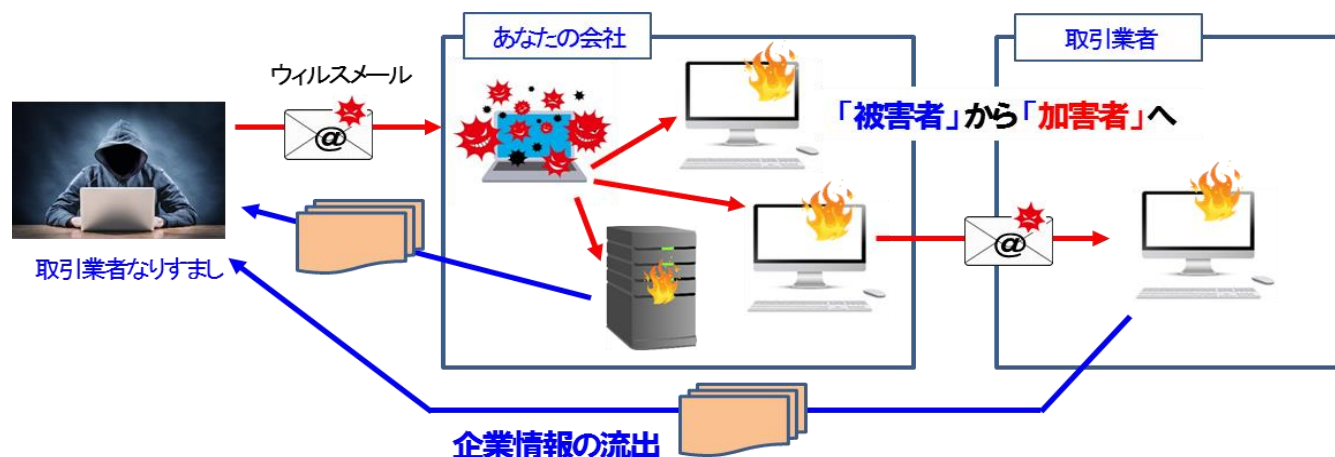 あなたの会社
取引業者
ウィルスメール
@
「被害者」から「加害者」へ
@
取引業者なりすまし
企業情報の流出